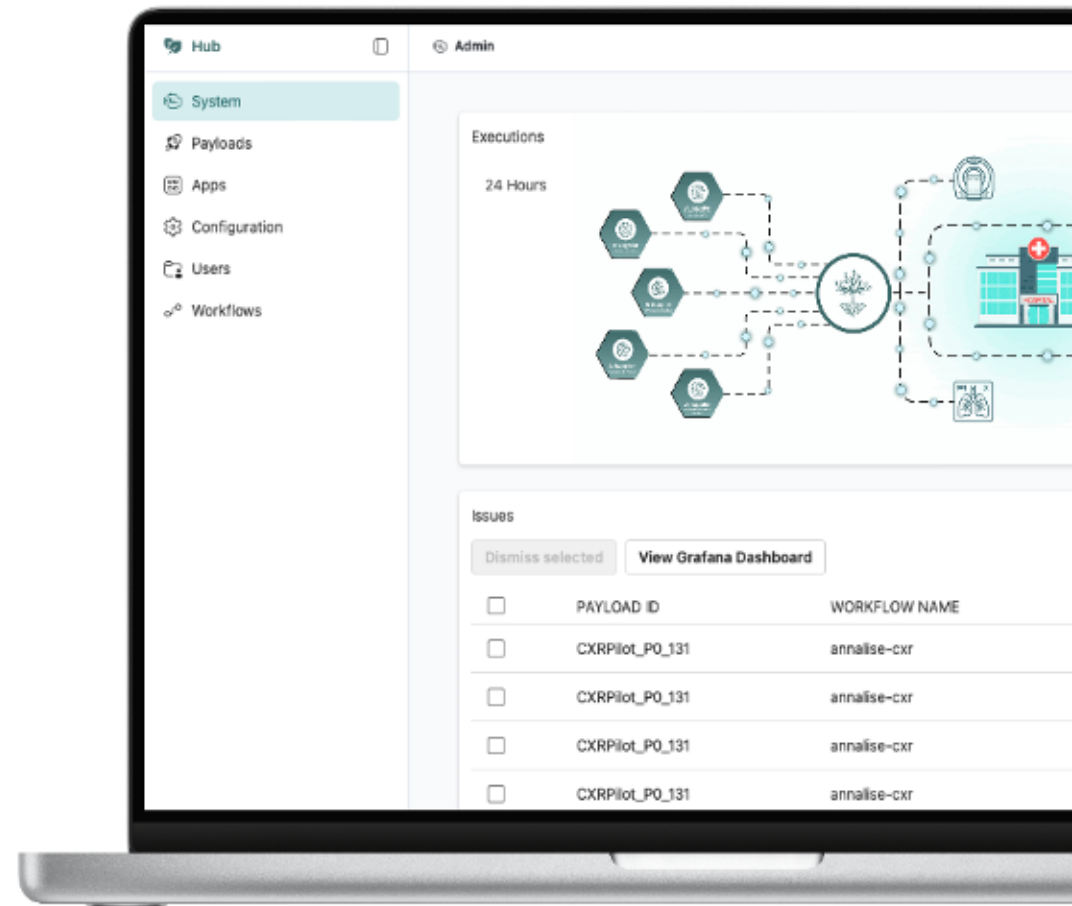 Hub
Admin
System
Payloads
Apps
Configuration
Users
Workflows
Executions
24 Hours
HOSPITAL
Issues
Dismiss selected View Grafana Dashboard
PAYLOAD ID WORKFLOW NAME
CXRPilot_P0_131 annalise-cxr
CXRPilot_P0_131 annalise-cxr
CXRPilot_P0_131 annalise-cxr
CXRPilot_P0_131 annalise-cxr